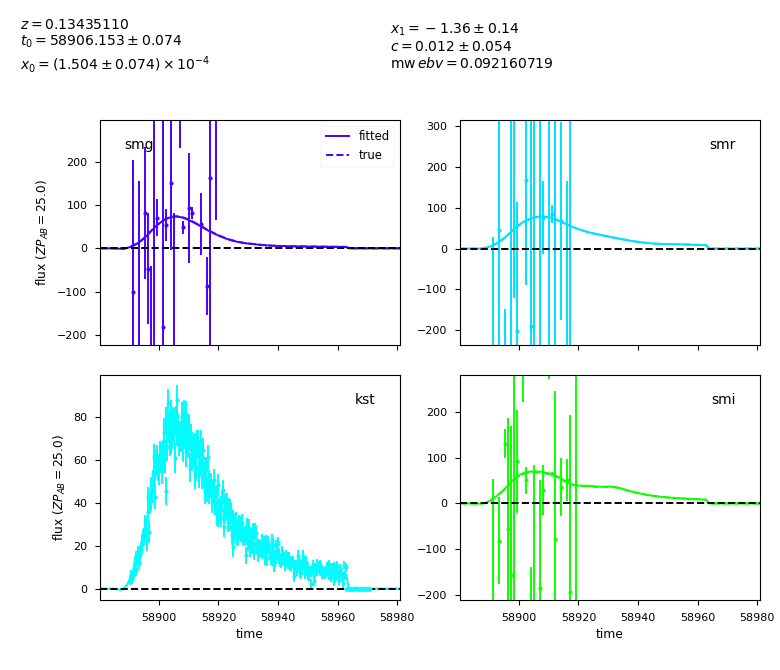 z = 0.13435110
t₀ = 58906.153 ± 0.074
x₀ = (1.504 ± 0.074) × 10⁻⁴
x₁ = −1.36 ± 0.14
c = 0.012 ± 0.054
mw ebv = 0.092160719
smg
fitted
true
200
100
0
−100
−200
flux (ZP_AB = 25.0)
smr
300
200
100
0
−100
−200
kst
80
60
40
20
0
flux (ZP_AB = 25.0)
58900 58920 58940 58960 58980
time
smi
200
100
0
−100
−200
58900 58920 58940 58960 58980
time